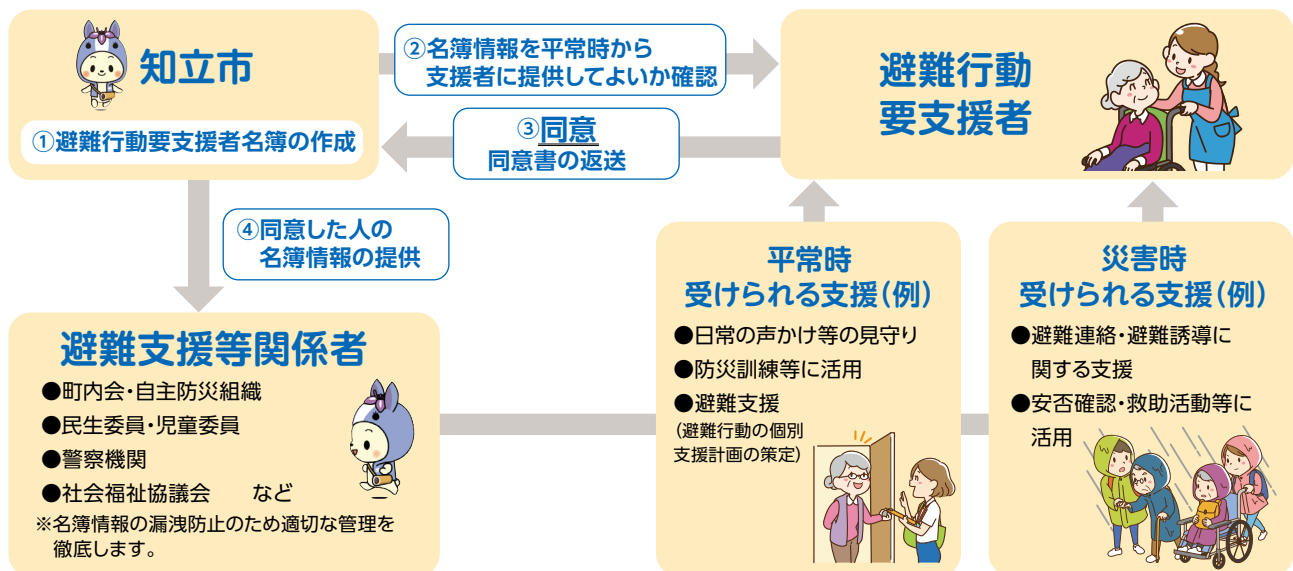 知立市
①避難行動要支援者名簿の作成
②名簿情報を平常時から
支援者に提供してよいか確認
③同意
同意書の返送
避難行動
要支援者
④同意した人の
名簿情報の提供
避難支援等関係者
●町内会・自主防災組織
●民生委員・児童委員
●警察機関
●社会福祉協議会　など
※名簿情報の漏洩防止のため適切な管理を
徹底します。
平常時
受けられる支援（例）
●日常の声かけ等の見守り
●防災訓練等に活用
●避難支援
（避難行動の個別
支援計画の策定）
災害時
受けられる支援（例）
●避難連絡・避難誘導に
関する支援
●安否確認・救助活動等に
活用